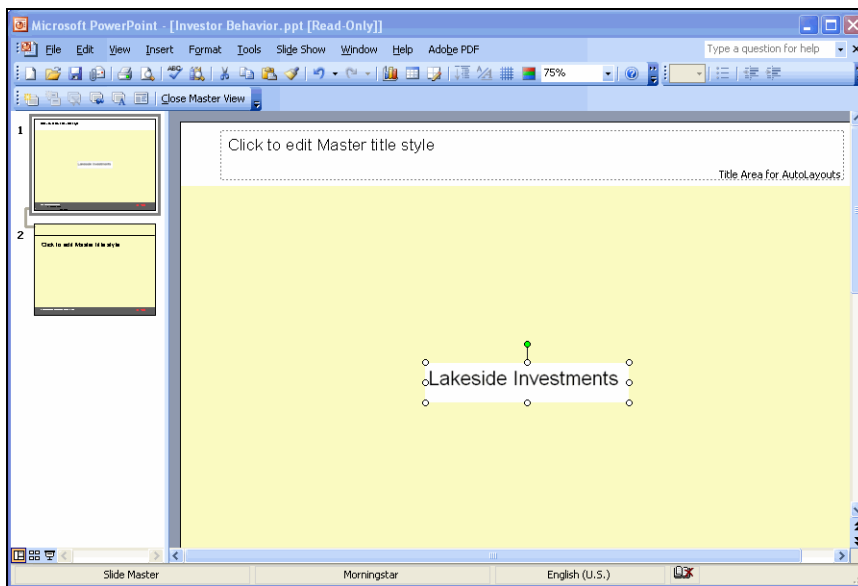 Microsoft PowerPoint - [Investor Behavior.ppt [Read-Only]]
File Edit View Insert Format Tools Slide Show Window Help Adobe PDF Type a question for help
75%
Close Master View
1
Click to edit Master title style
Title Area for AutoLayouts
Lakeside Investments
Lakeside Investments
2
Click to edit Master title style
Slide Master Morningstar English (U.S.)